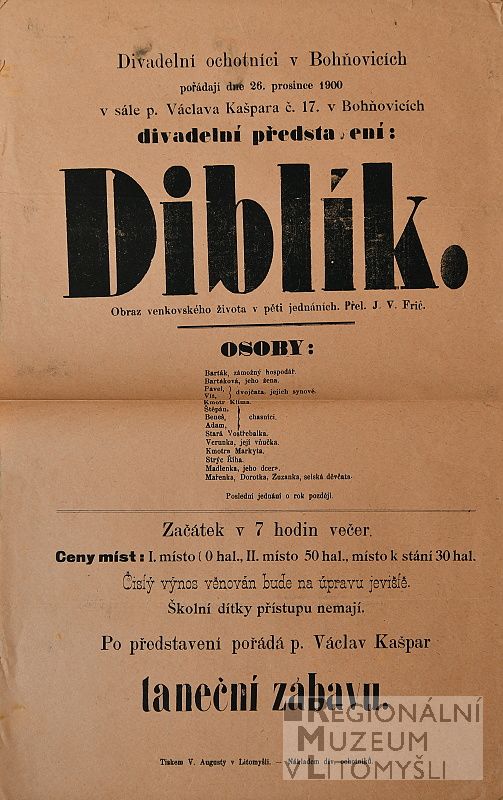 Divadelní ochotníci v Bohňovicích
pořádají dne 26. prosince 1900
v sále p. Václava Kašpara č. 17. v Bohňovicích
divadelní představení:
Diblík.
Obraz venkovského života v pěti jednáních. Přel. J. V. Frič.
OSOBY:
Barták, zámožný hospodář.
Bartáková, jeho žena.
Pavel,
Vít, } dvojčata, jejich synové.
Kmotr Klima.
Štěpán,
Beneš, } chasníci.
Adam,
Stará Vostřebalka.
Verunka, její vnučka.
Kmotra Markyta.
Strýc Říha.
Madlenka, jeho dcera.
Mařenka, Dorotka, Zuzanka, selská děvčata.
Poslední jednání o rok později.
Začátek v 7 hodin večer.
Ceny míst: I. místo 0 hal., II. místo 50 hal., místo k stání 30 hal.
Čistý výnos věnován bude na úpravu jeviště.
Školní dítky přístupu nemají.
Po představení pořádá p. Václav Kašpar
taneční zábavu.
Tiskem V. Augusty v Litomyšli. — Nákladem div. ochotníků.
REGIONÁLNÍ
MUZEUM
V LITOMYŠLI